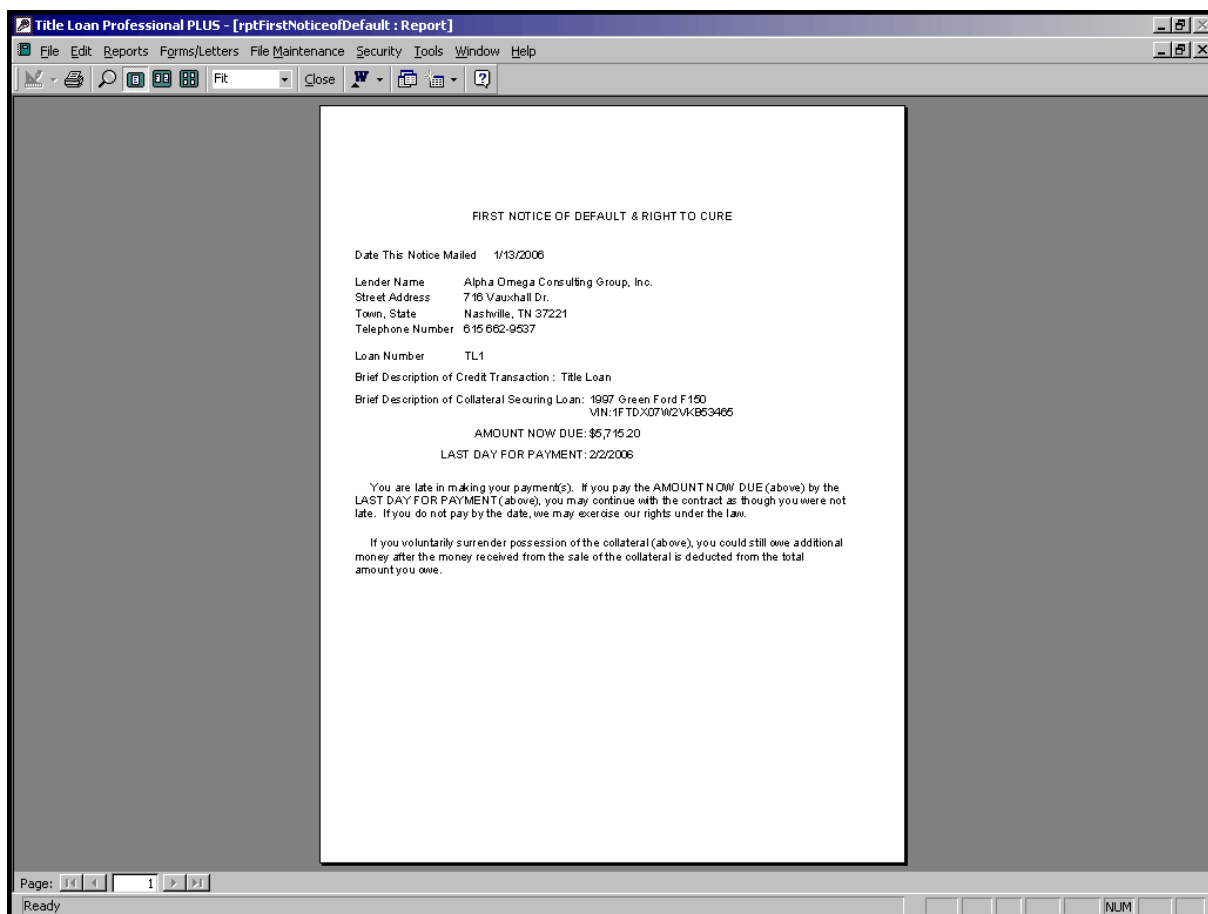 Title Loan Professional PLUS - [rptFirstNoticeofDefault : Report]
File Edit Reports Forms/Letters File Maintenance Security Tools Window Help
Fit Close
FIRST NOTICE OF DEFAULT & RIGHT TO CURE
Date This Notice Mailed 1/13/2006
Lender Name Alpha Omega Consulting Group, Inc.
Street Address 716 Vauxhall Dr.
Town, State Nashville, TN 37221
Telephone Number 615 662-9537
Loan Number TL1
Brief Description of Credit Transaction : Title Loan
Brief Description of Collateral Securing Loan: 1997 Green Ford F150
VIN:1FTDX07W2VKB53465
AMOUNT NOW DUE: $5,715.20
LAST DAY FOR PAYMENT: 2/2/2006
You are late in making your payment(s). If you pay the AMOUNT NOW DUE (above) by the
LAST DAY FOR PAYMENT (above), you may continue with the contract as though you were not
late. If you do not pay by the date, we may exercise our rights under the law.
If you voluntarily surrender possession of the collateral (above), you could still owe additional
money after the money received from the sale of the collateral is deducted from the total
amount you owe.
Page: 1
Ready NUM